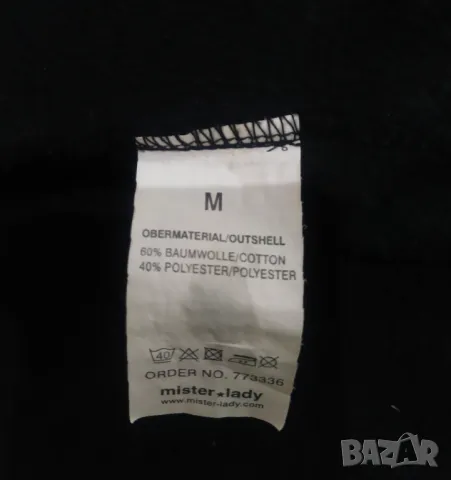 M
OBERMATERIAL/OUTSHELL
60% BAUMWOLLE/COTTON
40% POLYESTER/POLYESTER
40
ORDER NO. 773336
mister★lady
www.mister-lady.com
BAZAR.bg